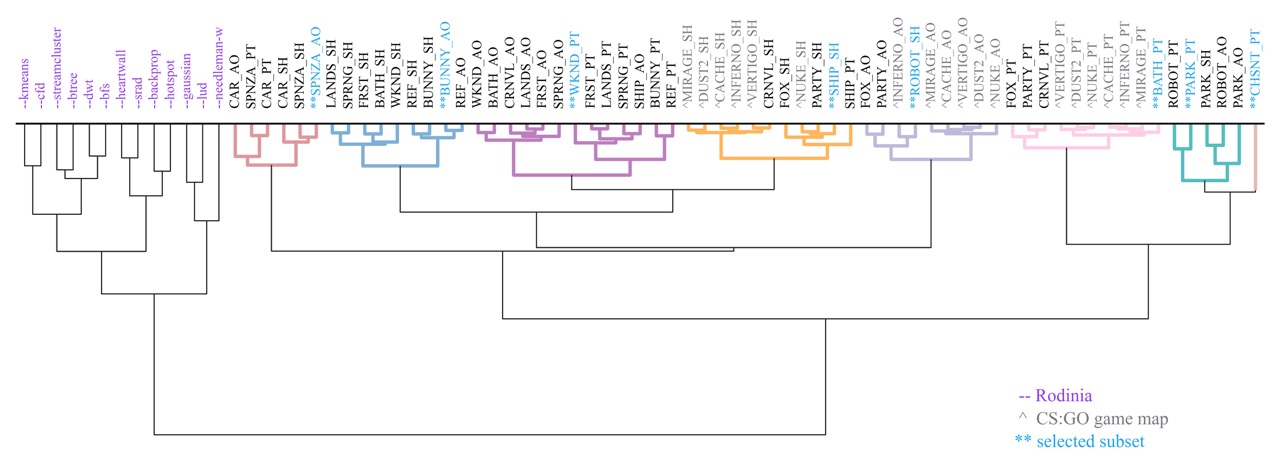 --kmeans
--cfd
--streamcluster
--btree
--dwt
--bfs
--heartwall
--srad
--backprop
--hotspot
--gaussian
--lud
--needleman-w
CAR_AO
SPNZA_PT
CAR_PT
CAR_SH
SPNZA_SH
**SPNZA_AO
LANDS_SH
SPRNG_SH
FRST_SH
BATH_SH
WKND_SH
REF_SH
BUNNY_SH
**BUNNY_AO
REF_AO
WKND_AO
BATH_AO
CRNVL_AO
LANDS_AO
FRST_AO
SPRNG_AO
**WKND_PT
FRST_PT
LANDS_PT
SPRNG_PT
SHIP_AO
BUNNY_PT
REF_PT
^MIRAGE_SH
^DUST2_SH
^CACHE_SH
^INFERNO_SH
^VERTIGO_SH
CRNVL_SH
FOX_SH
^NUKE_SH
PARTY_SH
**SHIP_SH
SHIP_PT
FOX_AO
PARTY_AO
^INFERNO_AO
**ROBOT_SH
^MIRAGE_AO
^CACHE_AO
^VERTIGO_AO
^DUST2_AO
^NUKE_AO
FOX_PT
PARTY_PT
CRNVL_PT
^VERTIGO_PT
^DUST2_PT
^NUKE_PT
^CACHE_PT
^INFERNO_PT
^MIRAGE_PT
**BATH_PT
ROBOT_PT
**PARK_PT
PARK_SH
ROBOT_AO
PARK_AO
**CHSNT_PT
-- Rodinia
^ CS:GO game map
** selected subset